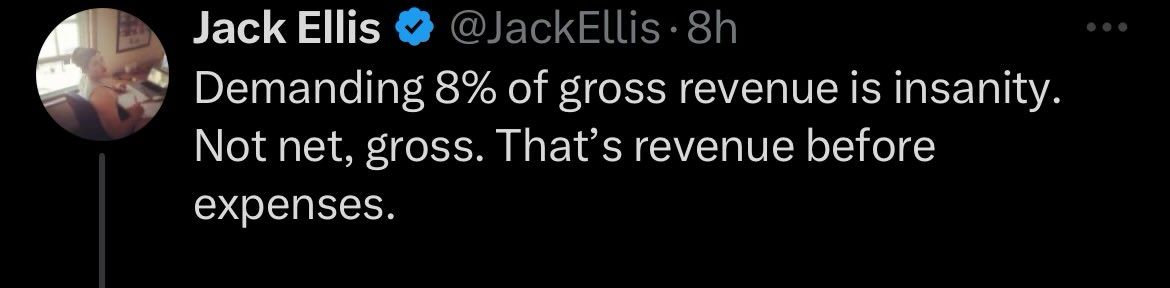 Jack Ellis @JackEllis · 8h
Demanding 8% of gross revenue is insanity.
Not net, gross. That’s revenue before
expenses.